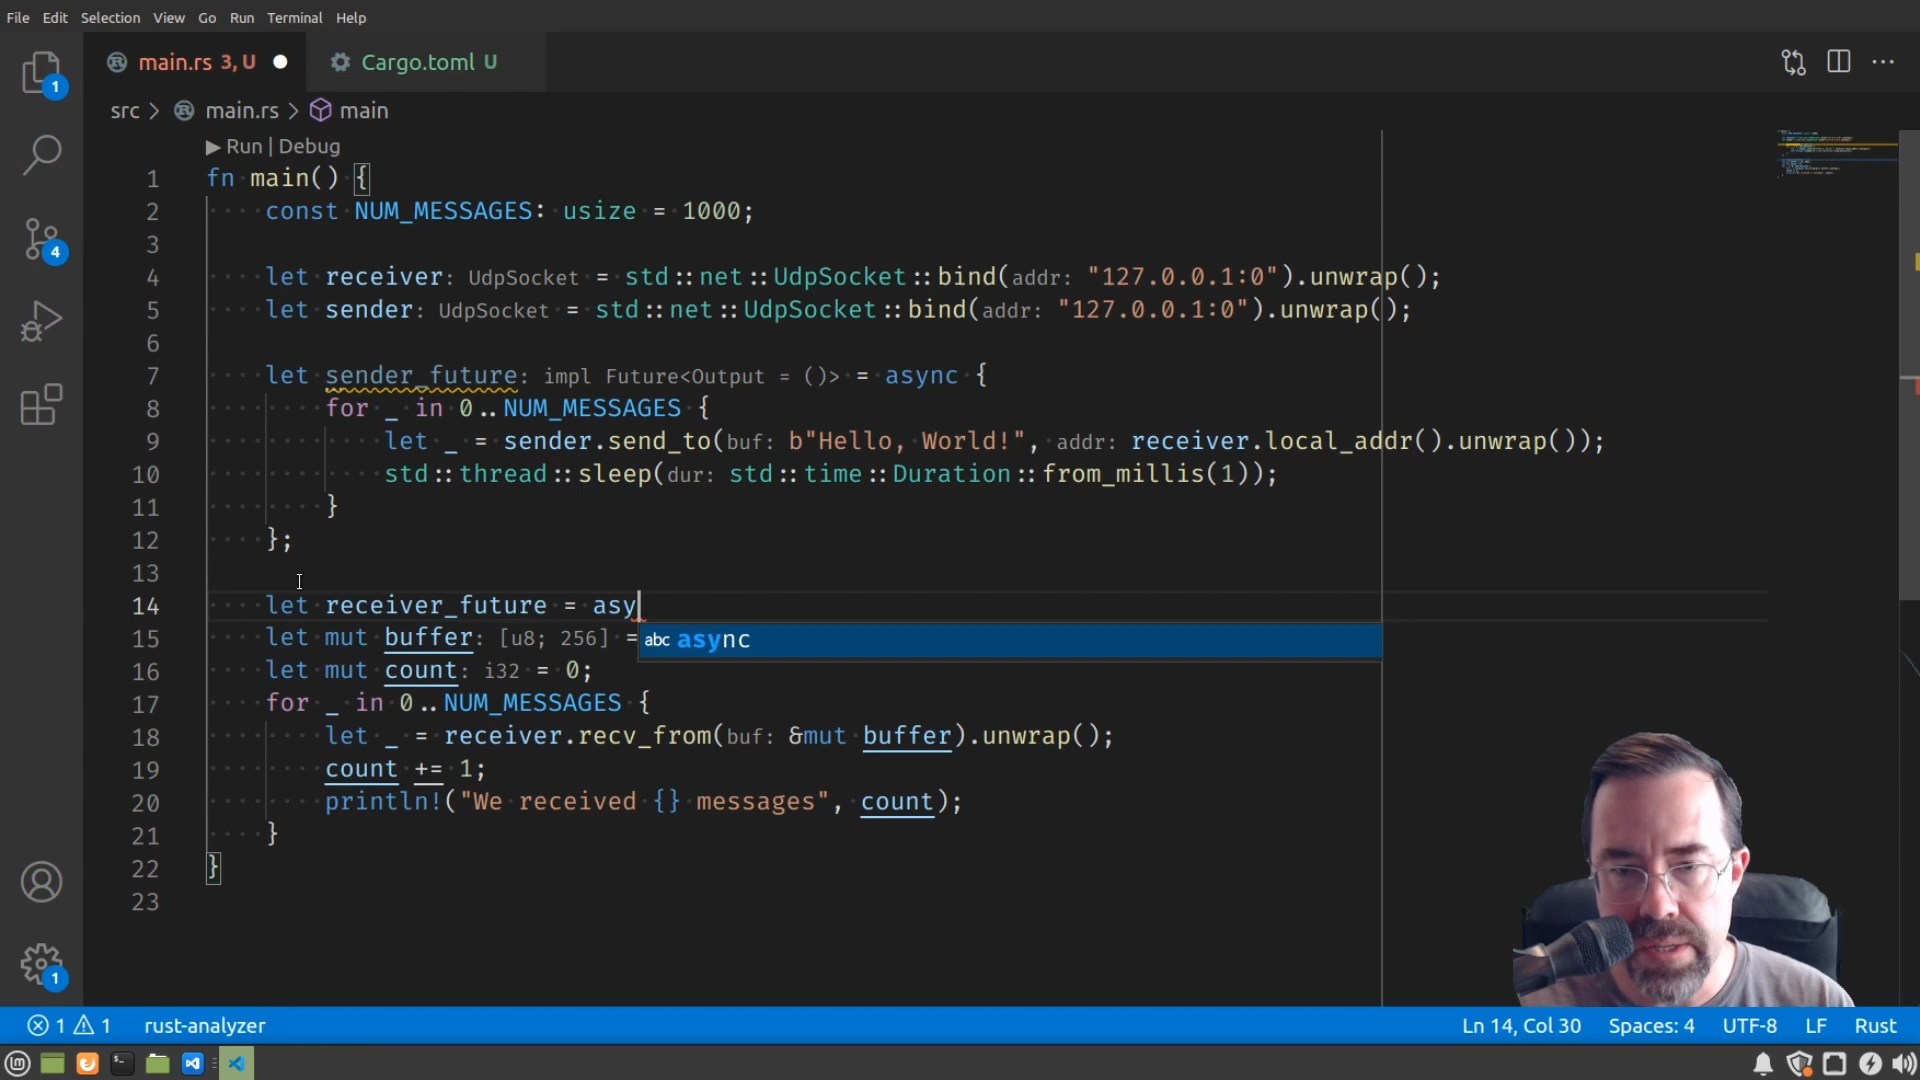 File Edit Selection View Go Run Terminal Help
main.rs 3, U
Cargo.toml U
src > main.rs > main
Run | Debug
1 fn main() {
2 const NUM_MESSAGES: usize = 1000;
3
4 let receiver: UdpSocket = std::net::UdpSocket::bind(addr: "127.0.0.1:0").unwrap();
5 let sender: UdpSocket = std::net::UdpSocket::bind(addr: "127.0.0.1:0").unwrap();
6
7 let sender_future: impl Future<Output = ()> = async {
8 for _ in 0..NUM_MESSAGES {
9 let _ = sender.send_to(buf: b"Hello, World!", addr: receiver.local_addr().unwrap());
10 std::thread::sleep(dur: std::time::Duration::from_millis(1));
11 }
12 };
13
14 let receiver_future = asy
15 let mut buffer: [u8; 256] =
abc async
16 let mut count: i32 = 0;
17 for _ in 0..NUM_MESSAGES {
18 let _ = receiver.recv_from(buf: &mut buffer).unwrap();
19 count += 1;
20 println!("We received {} messages", count);
21 }
22 }
23
1
4
1
1 1 rust-analyzer
Ln 14, Col 30 Spaces: 4 UTF-8 LF Rust